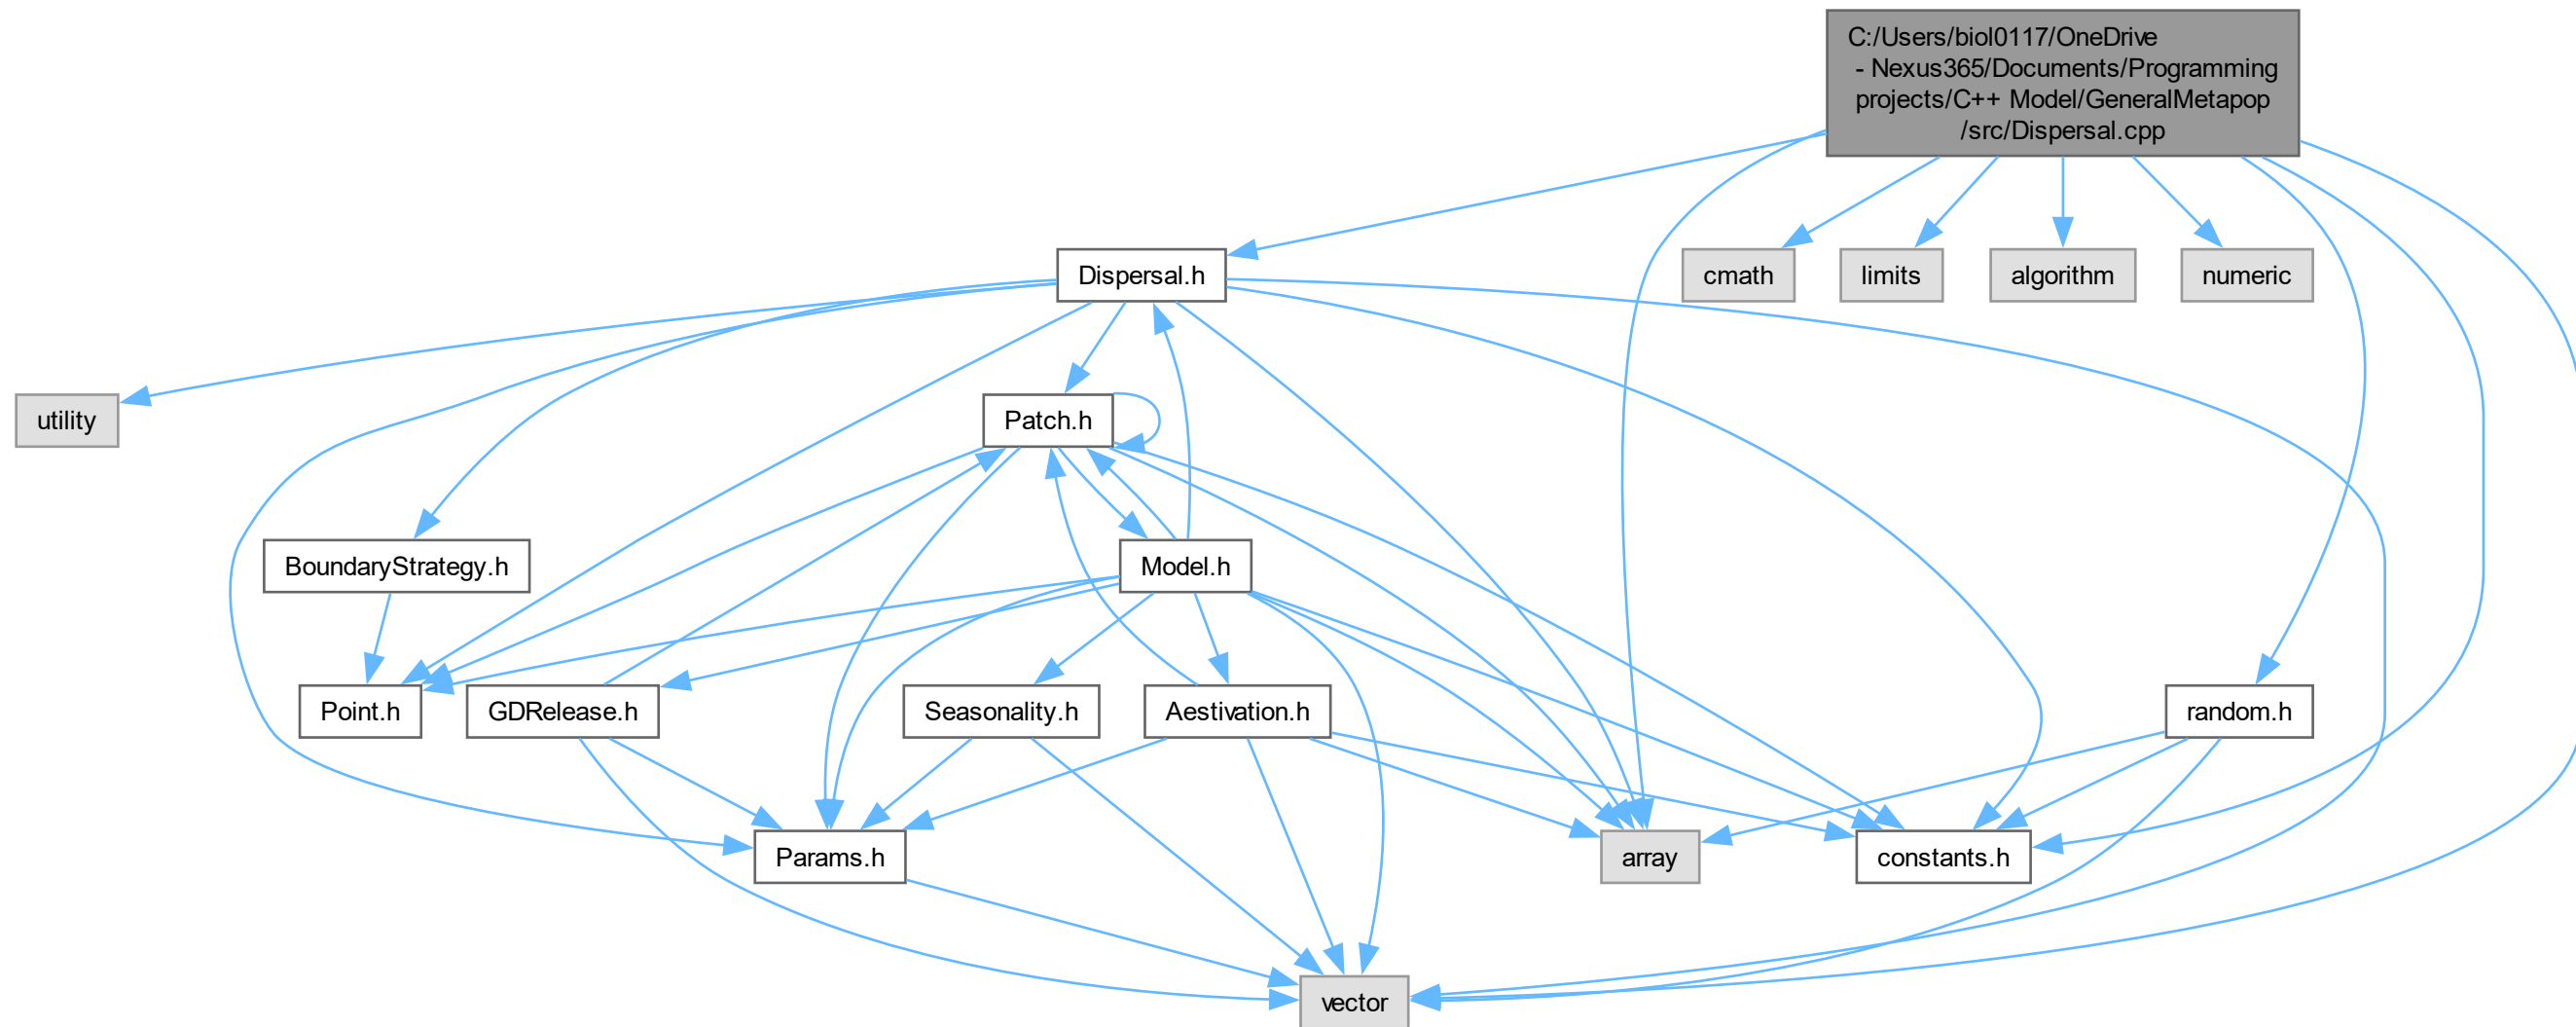 C:/Users/biol0117/OneDrive
- Nexus365/Documents/Programming
projects/C++ Model/GeneralMetapop
/src/Dispersal.cpp
Dispersal.h
cmath
limits
algorithm
numeric
utility
Patch.h
BoundaryStrategy.h
Model.h
Point.h
GDRelease.h
Seasonality.h
Aestivation.h
random.h
Params.h
array
constants.h
vector